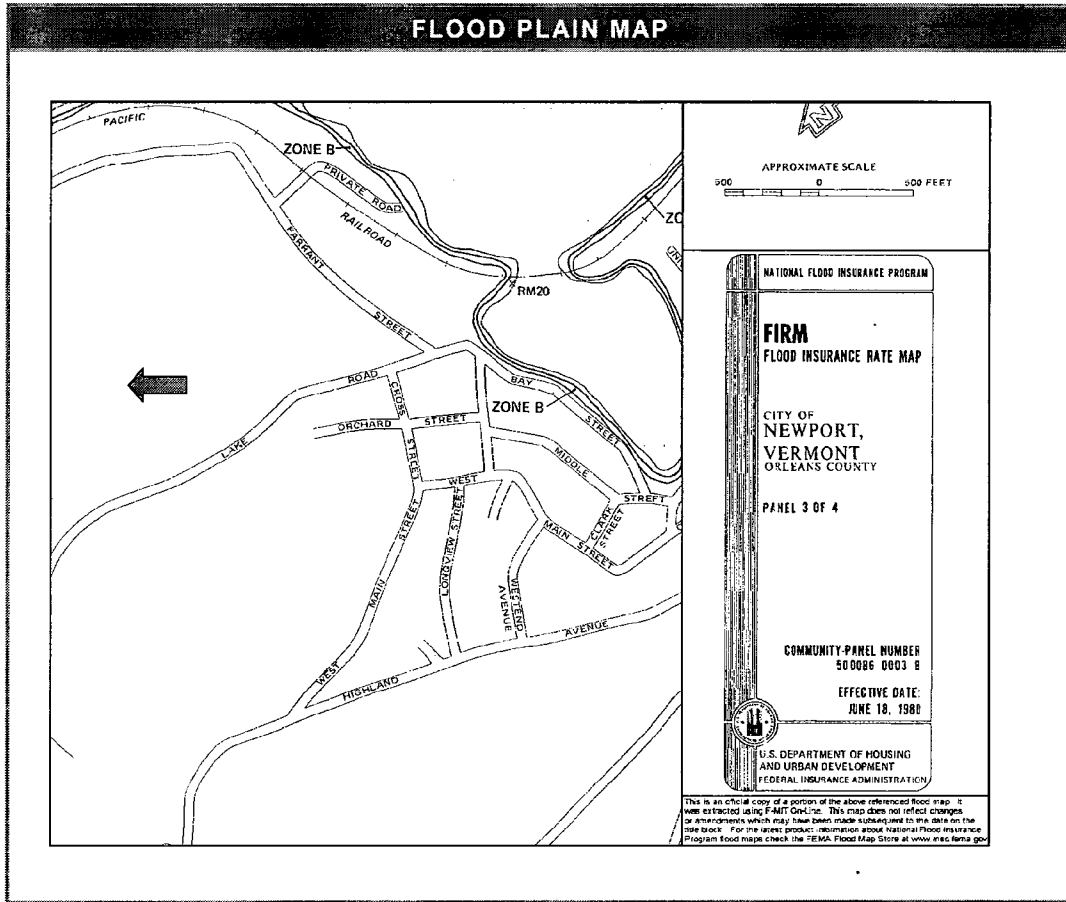 FLOOD PLAIN MAP
PACIFIC
ZONE B
PRIVATE ROAD
RAILROAD
FARRANT
STREET
RM20
ROAD
LAKE
CROSS
STREET
ORCHARD
STREET
BAY
STREET
ZONE B
MIDDLE
STREET
WEST
MAIN
STREET
CLARK
STREET
LONGVIEW STREET
WESTEND
AVENUE
MAIN
STREET
WEST
HIGHLAND
AVENUE
ZO
N
APPROXIMATE SCALE
500 0 500 FEET
NATIONAL FLOOD INSURANCE PROGRAM
FIRM
FLOOD INSURANCE RATE MAP
CITY OF
NEWPORT,
VERMONT
ORLEANS COUNTY
PANEL 3 OF 4
COMMUNITY-PANEL NUMBER
500086 0003 B
EFFECTIVE DATE:
JUNE 18, 1980
U.S. DEPARTMENT OF HOUSING
AND URBAN DEVELOPMENT
FEDERAL INSURANCE ADMINISTRATION
This is an official copy of a portion of the above referenced flood map. It
was extracted using F-MIT On-Line. This map does not reflect changes
or amendments which may have been made subsequent to the date on the
title block. For the latest product information about National Flood Insurance
Program flood maps check the FEMA Flood Map Store at www.msc.fema.gov